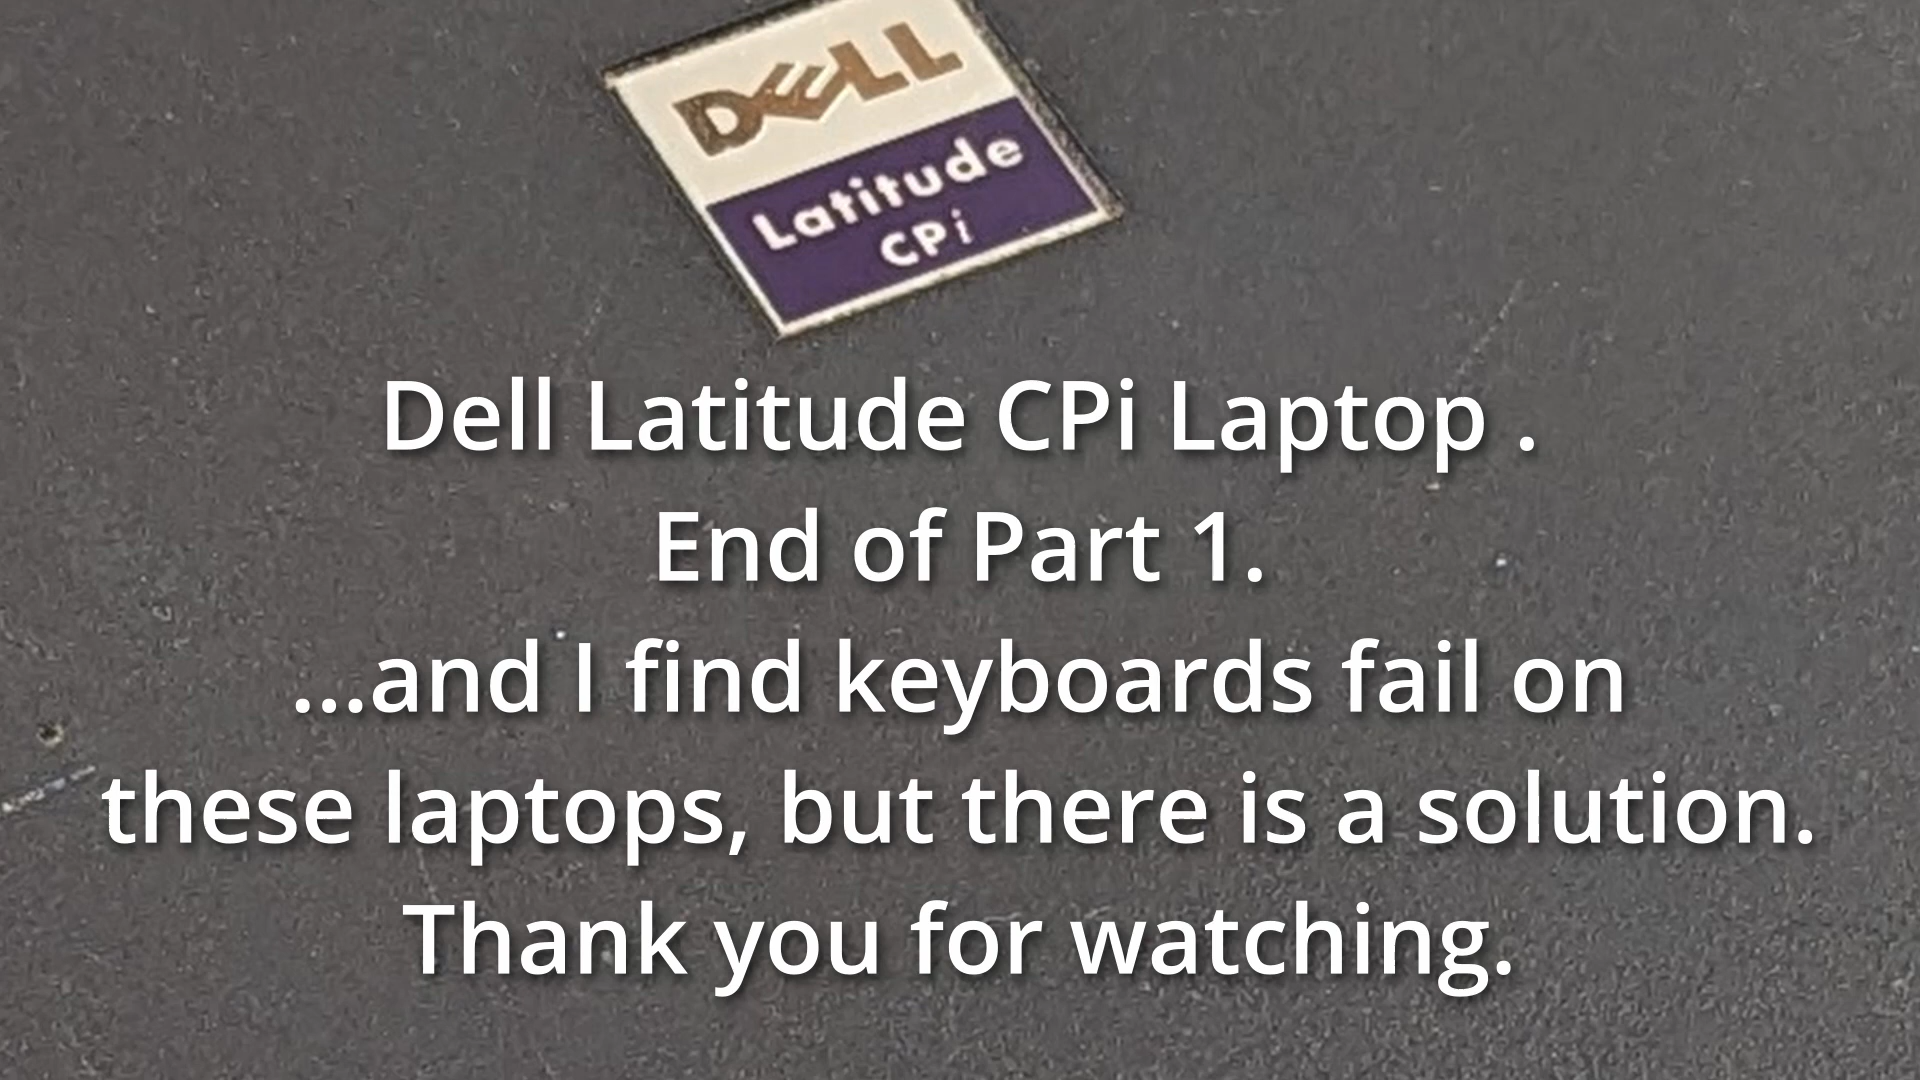 DELL
Latitude
CPi
Dell Latitude CPi Laptop .
End of Part 1.
...and I find keyboards fail on
these laptops, but there is a solution.
Thank you for watching.